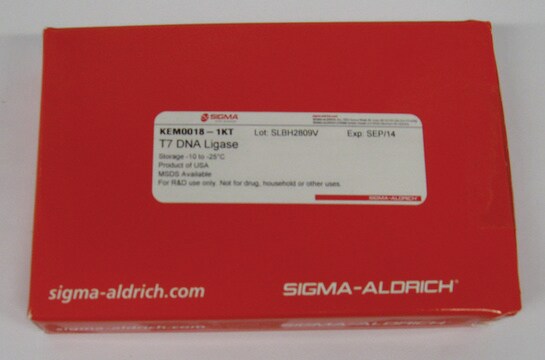 SIGMA
KEM0018-1KT Lot: SLBH2809V Exp: SEP/14
T7 DNA Ligase
Storage -10 to -25°C
Product of USA
MSDS Available
For R&D use only. Not for drug, household or other uses.
SIGMA-ALDRICH
sigma-aldrich.com SIGMA-ALDRICH®